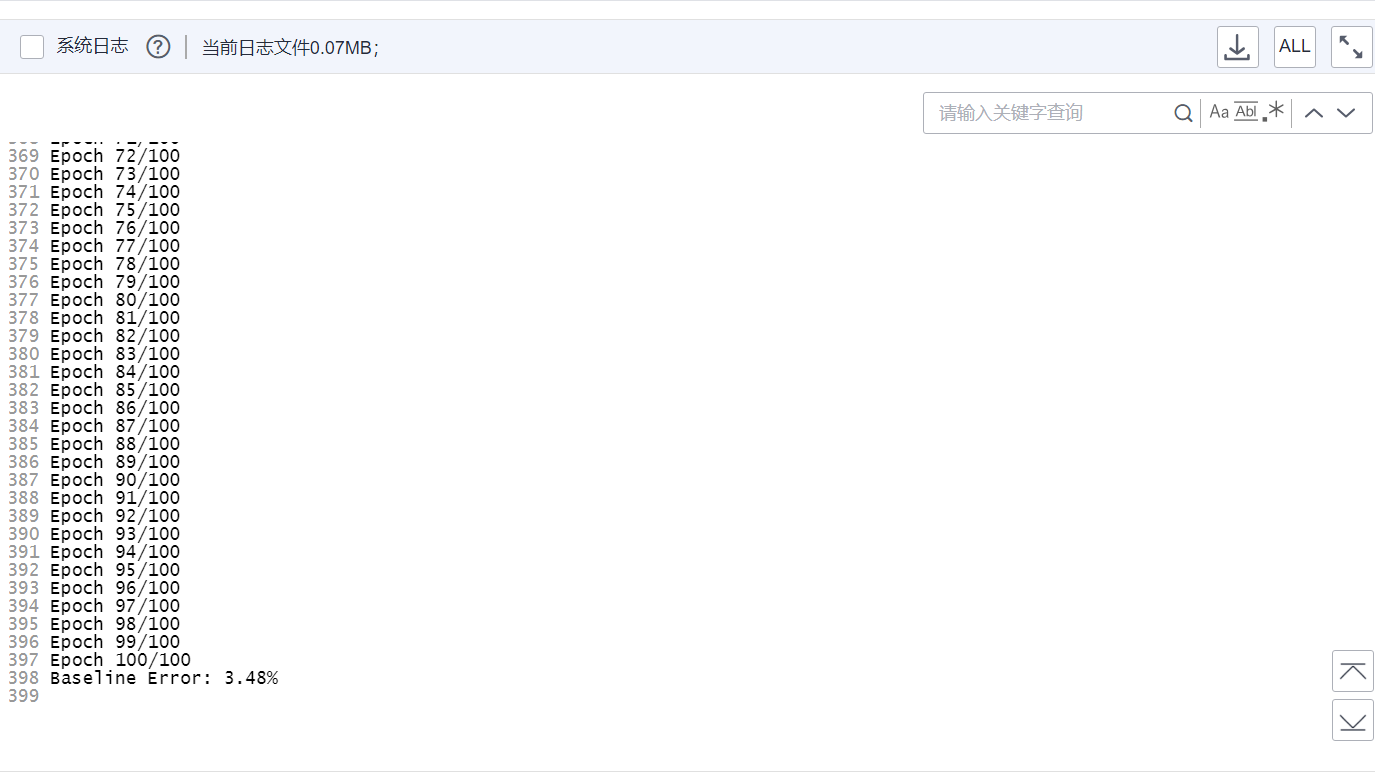 系统日志 ? 当前日志文件0.07MB;
ALL
请输入关键字查询 Aa Abl .*
369 Epoch 72/100
370 Epoch 73/100
371 Epoch 74/100
372 Epoch 75/100
373 Epoch 76/100
374 Epoch 77/100
375 Epoch 78/100
376 Epoch 79/100
377 Epoch 80/100
378 Epoch 81/100
379 Epoch 82/100
380 Epoch 83/100
381 Epoch 84/100
382 Epoch 85/100
383 Epoch 86/100
384 Epoch 87/100
385 Epoch 88/100
386 Epoch 89/100
387 Epoch 90/100
388 Epoch 91/100
389 Epoch 92/100
390 Epoch 93/100
391 Epoch 94/100
392 Epoch 95/100
393 Epoch 96/100
394 Epoch 97/100
395 Epoch 98/100
396 Epoch 99/100
397 Epoch 100/100
398 Baseline Error: 3.48%
399